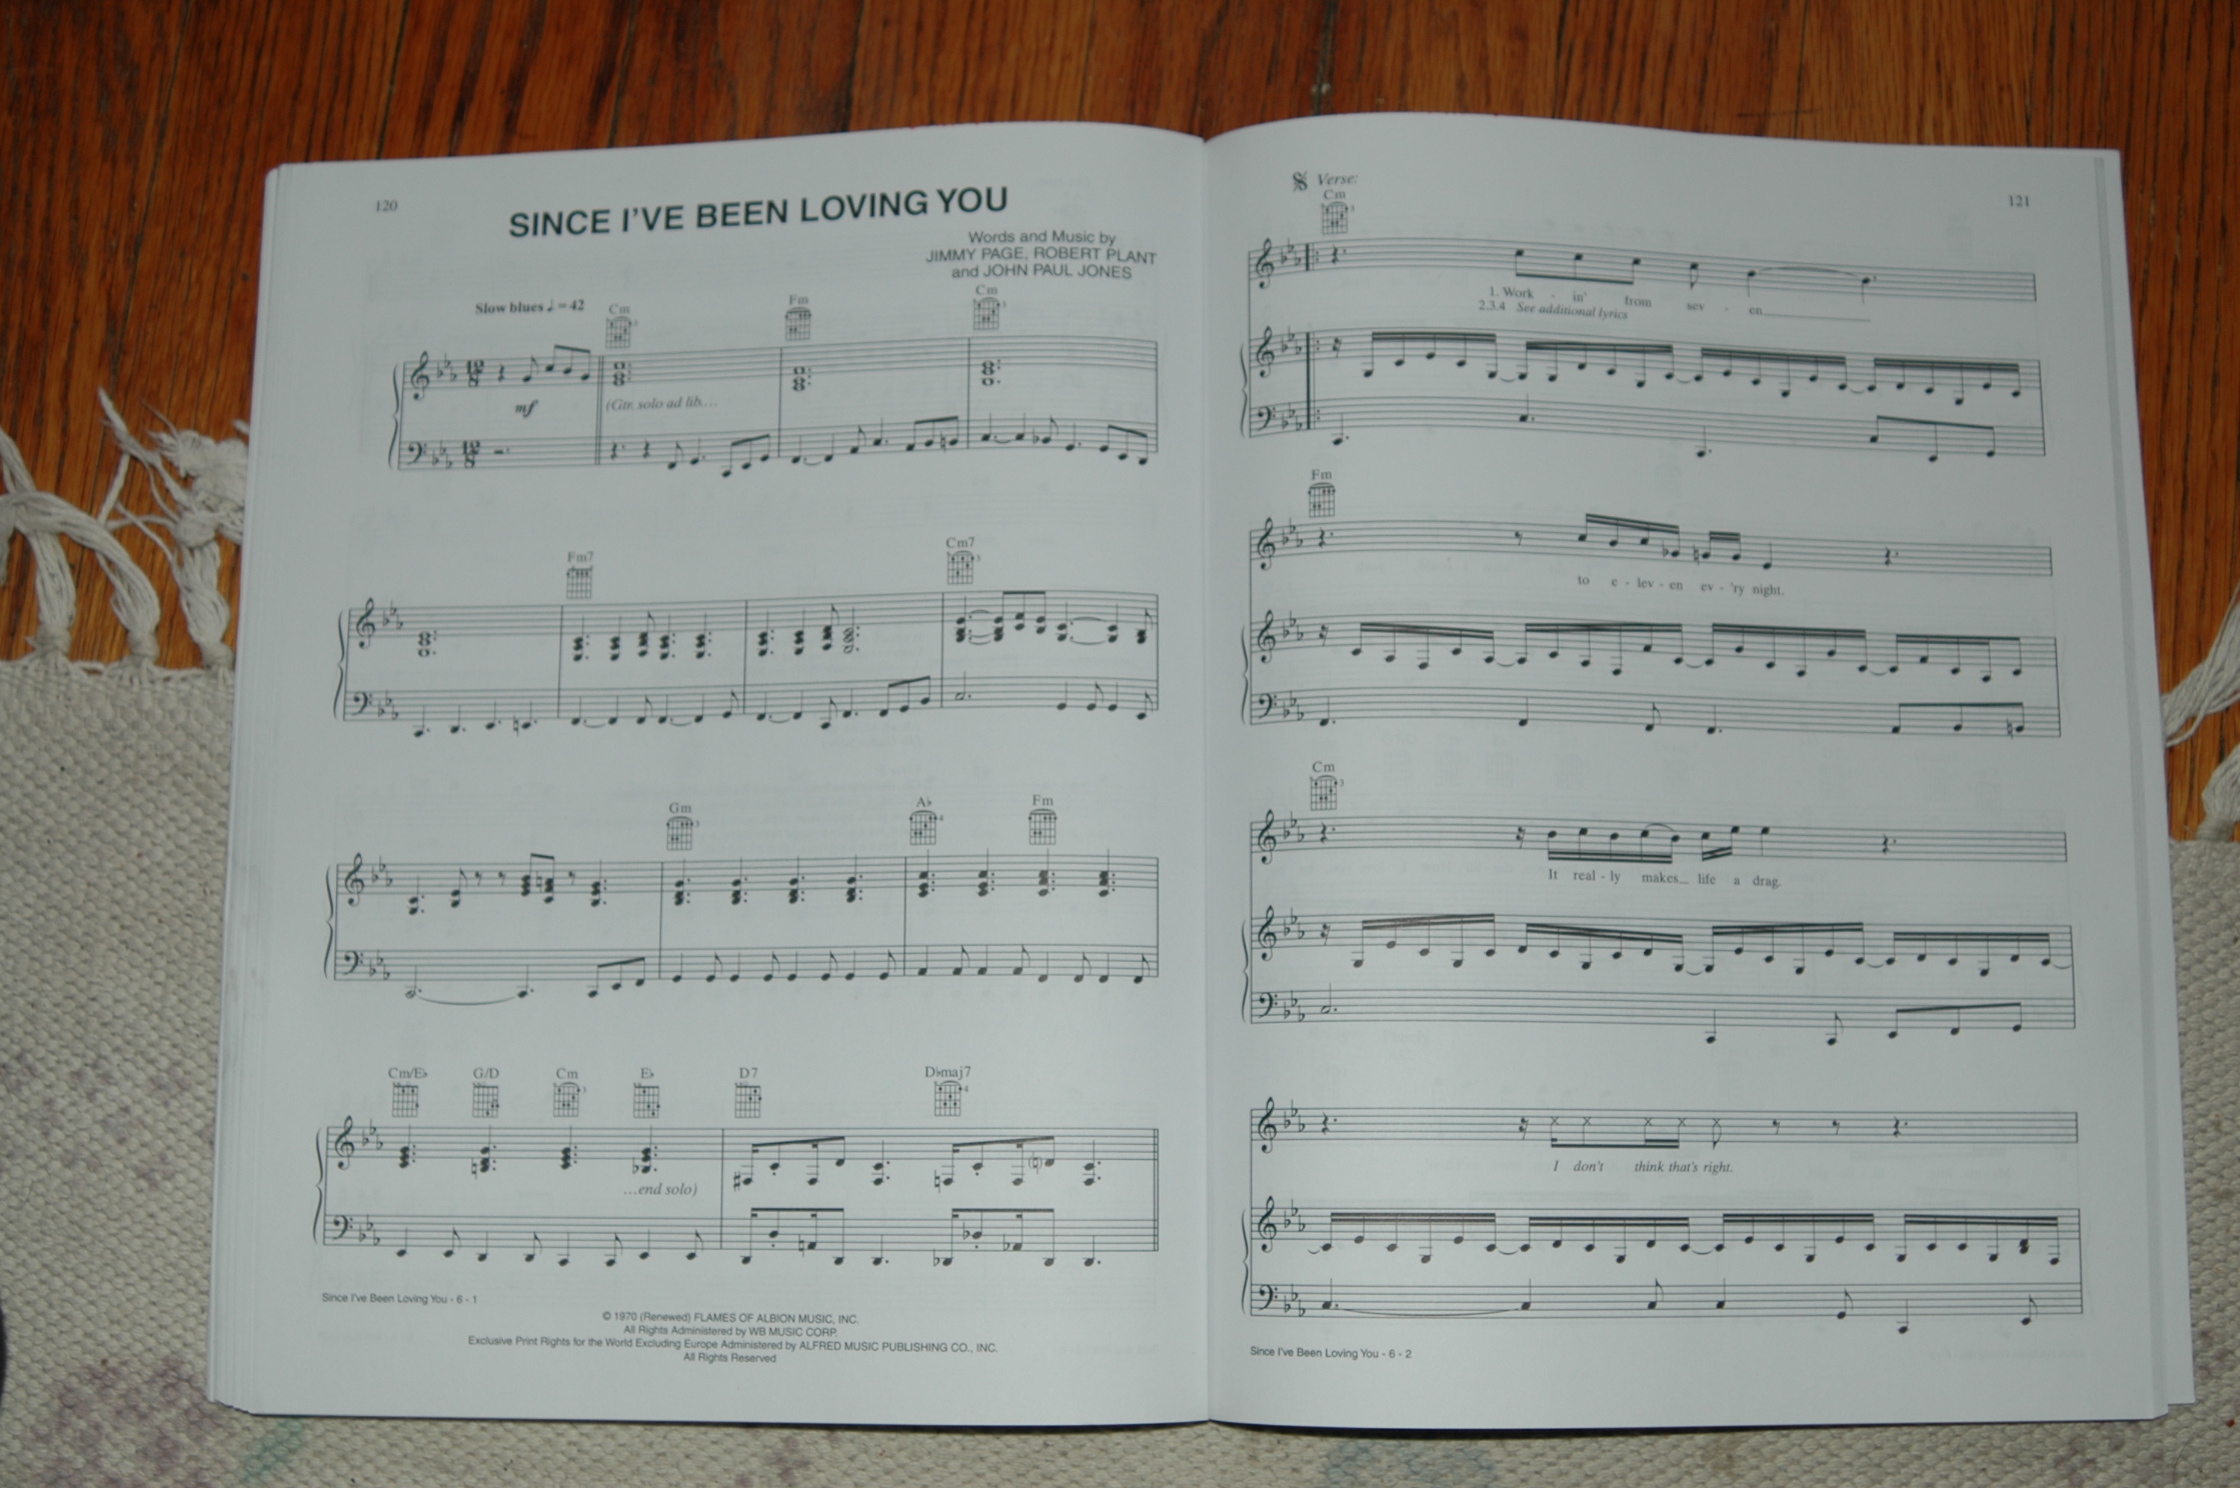 120
SINCE I'VE BEEN LOVING YOU
Words and Music by
JIMMY PAGE, ROBERT PLANT
and JOHN PAUL JONES
Slow blues ♩. = 42
Cm Fm Cm
mf
(Gtr. solo ad lib....
Fm7 Cm7
Gm A♭ Fm
Cm/E♭ G/D Cm E♭ D7 D♭maj7
...end solo)
Since I've Been Loving You - 6 - 1
© 1970 (Renewed) FLAMES OF ALBION MUSIC, INC.
All Rights Administered by WB MUSIC CORP.
Exclusive Print Rights for the World Excluding Europe Administered by ALFRED MUSIC PUBLISHING CO., INC.
All Rights Reserved
121
Verse:
Cm
1. Work - in' from sev - en
2.3.4 See additional lyrics
Fm
to e - lev - en ev - 'ry night.
Cm
It real - ly makes life a drag.
I don't think that's right.
Since I've Been Loving You - 6 - 2